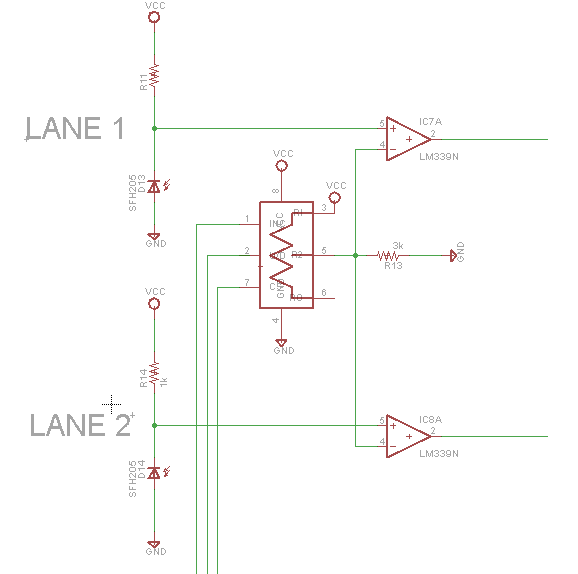 VCC
R11
LANE 1
SFH205
D13
GND
VCC
VCC
8
1
2
7
3
5
6
4
R1
R2
GND
5
4
2
IC7A
LM339N
3k
R13
GND
VCC
R14
1k
LANE 2
SFH205
D14
GND
5
4
2
IC8A
LM339N